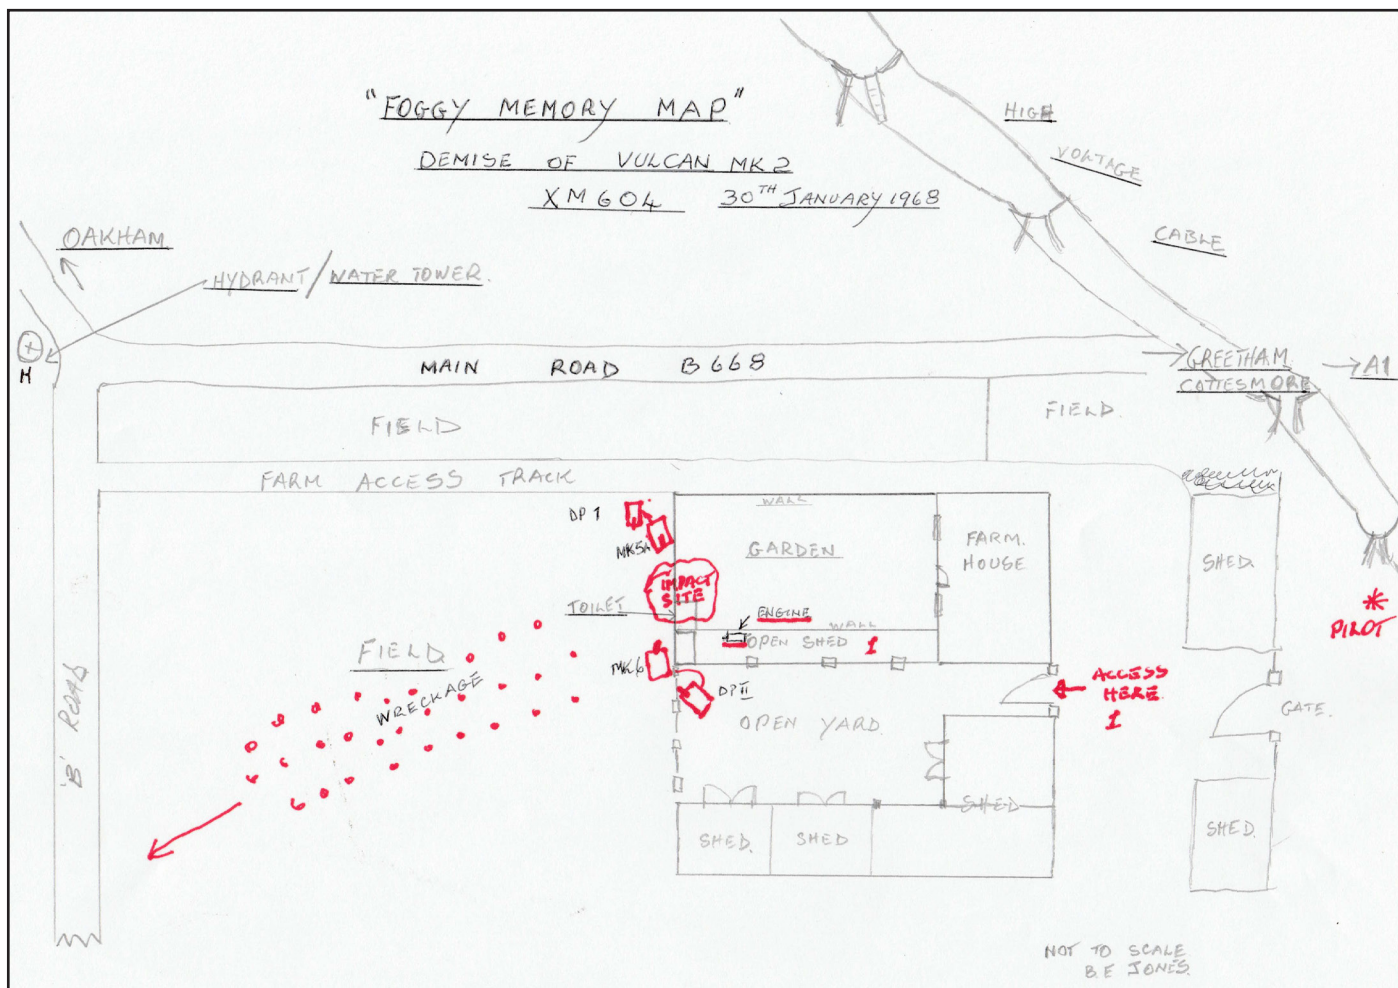 "FOGGY MEMORY MAP"
DEMISE OF VULCAN MK 2
XM604 30TH JANUARY 1968
HIGH
VOLTAGE
CABLE
OAKHAM
HYDRANT / WATER TOWER.
H
MAIN ROAD B668
GREETHAM
COTTESMORE
A1
FIELD
FIELD.
FARM ACCESS TRACK
DP 1
MK5A
WALL
GARDEN
FARM.
HOUSE
SHED.
IMPACT
SITE
TOILET
ENGINE
WALL
OPEN SHED 1
PILOT
FIELD
WRECKAGE
MK6
DP II
ACCESS
HERE.
1
OPEN YARD.
GATE.
'B' ROAD
SHED
SHED.
SHED
SHED.
NOT TO SCALE
B.E JONES.